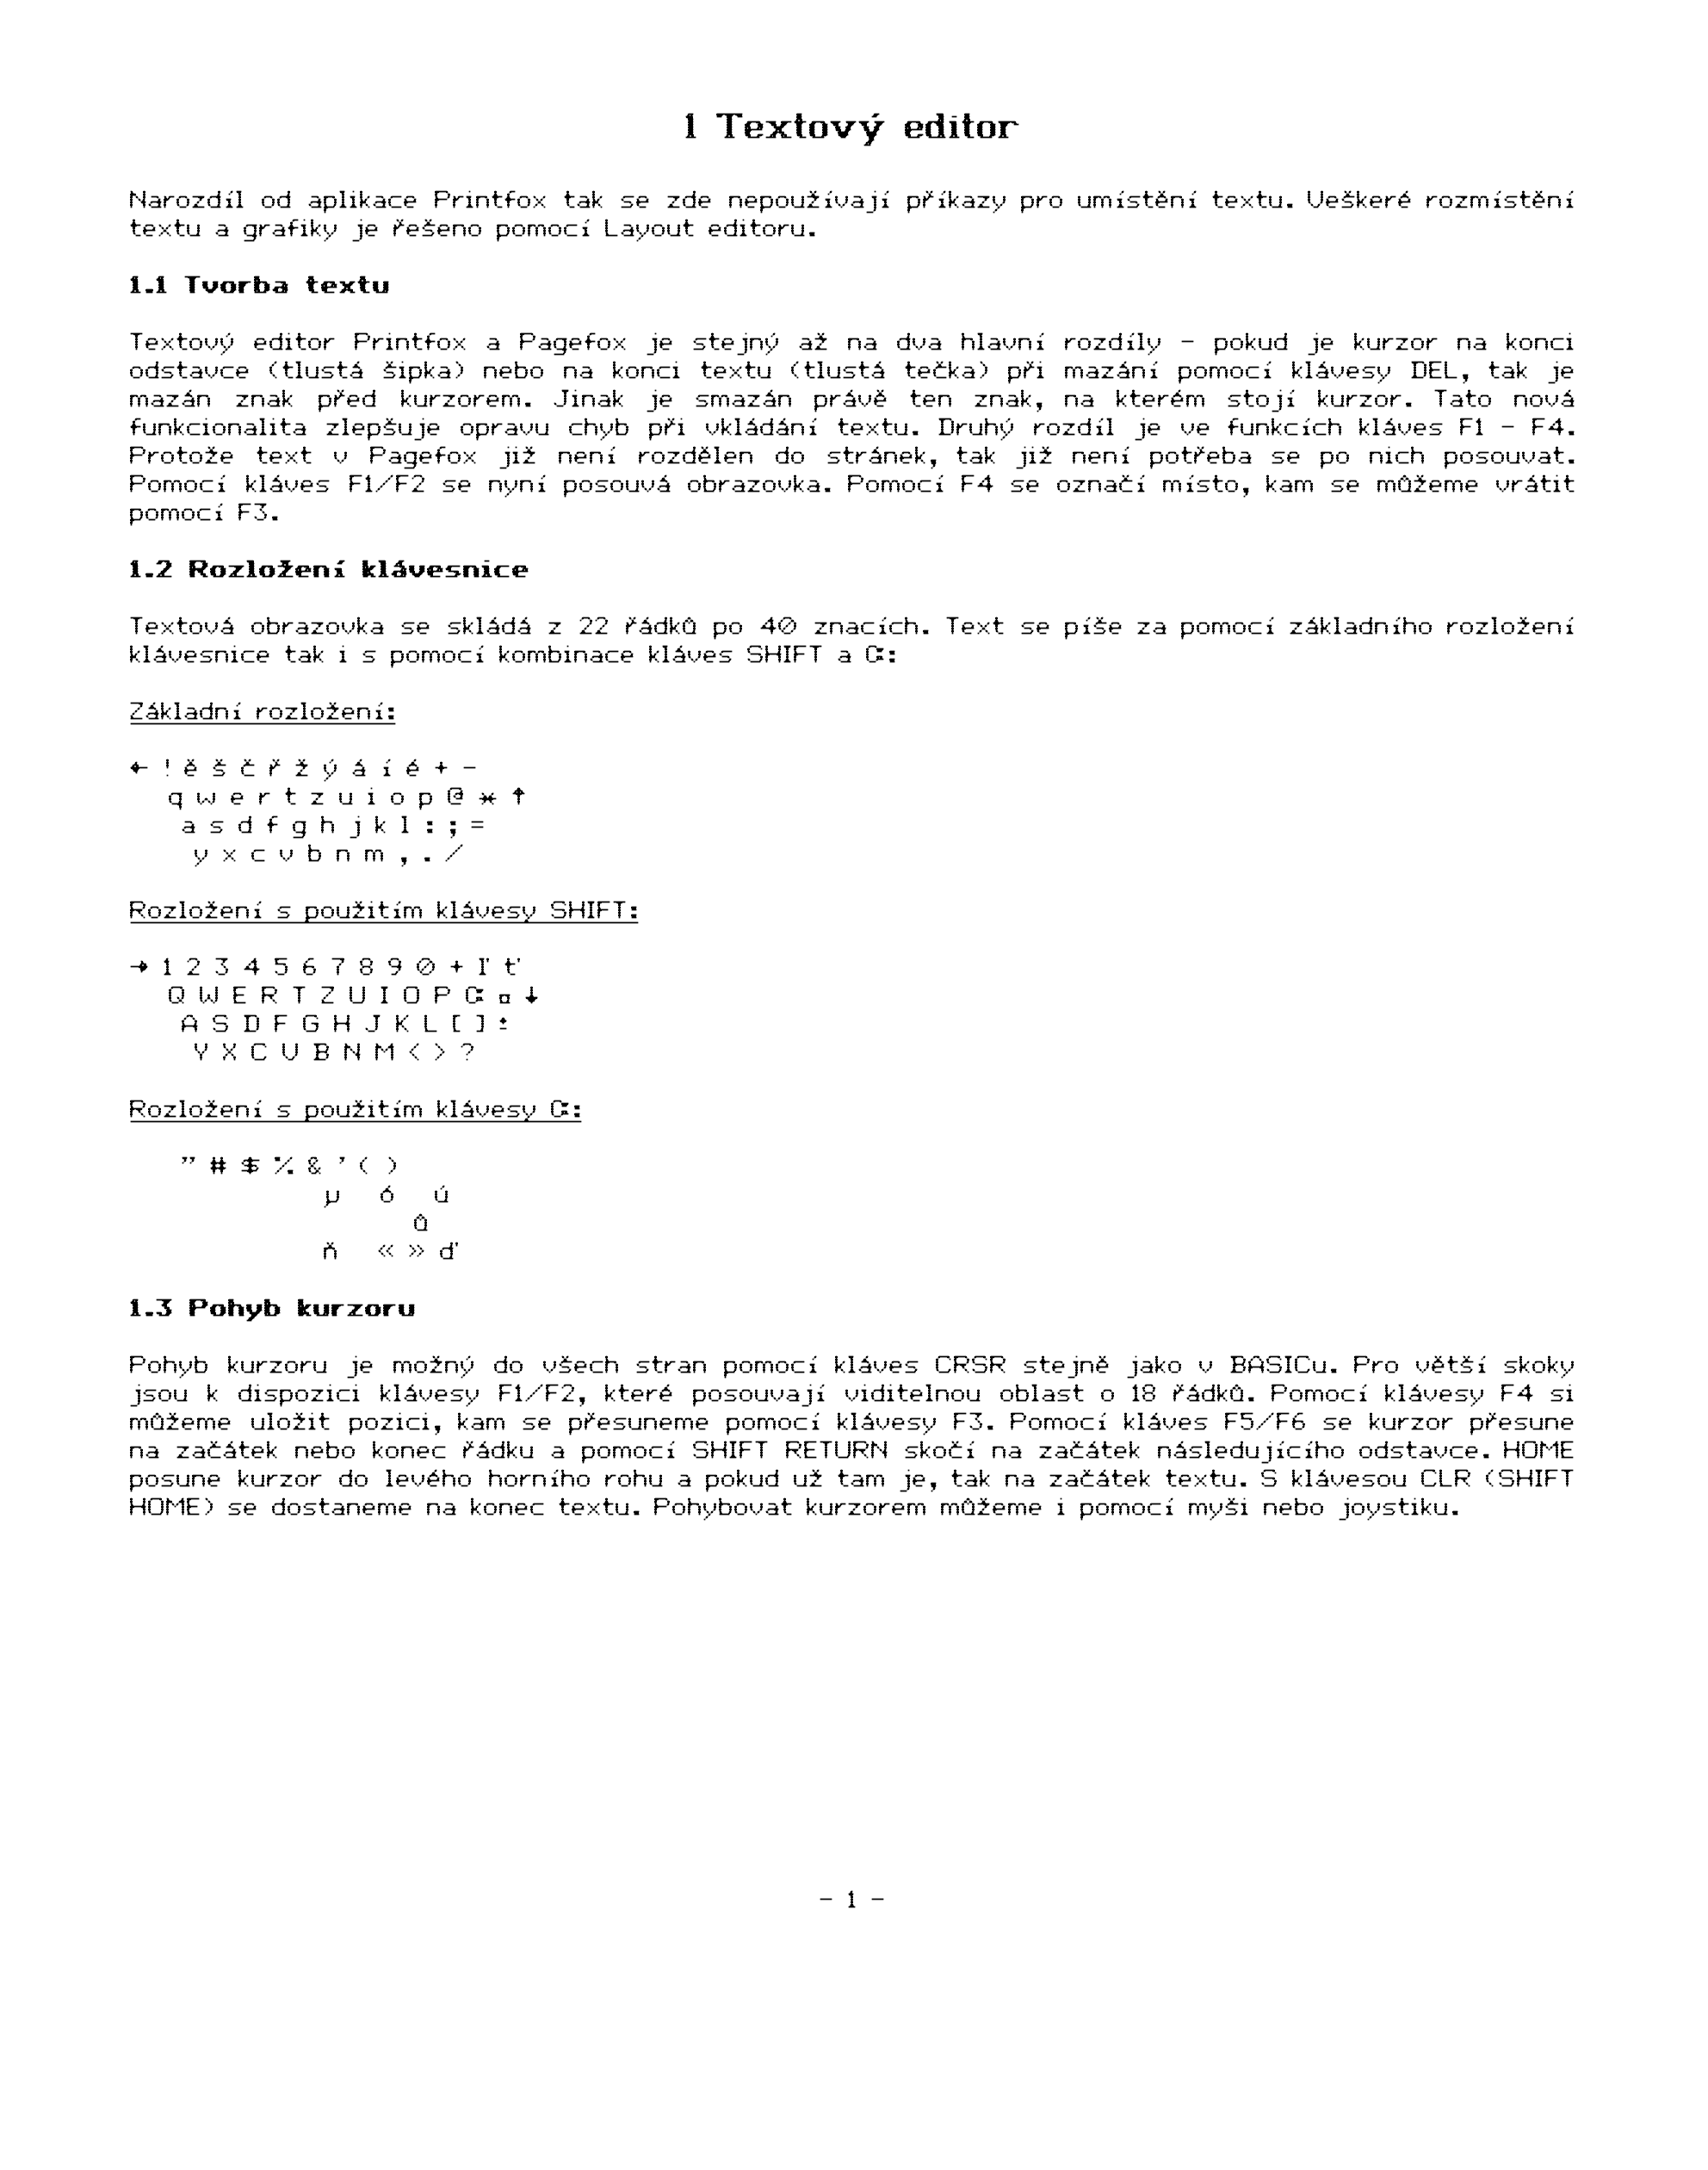 1 Textový editor
Narozdíl od aplikace Printfox tak se zde nepoužívají příkazy pro umístění textu. Veškeré rozmístění
textu a grafiky je řešeno pomocí Layout editoru.
1.1 Tvorba textu
Textový editor Printfox a Pagefox je stejný až na dva hlavní rozdíly - pokud je kurzor na konci
odstavce (tlustá šipka) nebo na konci textu (tlustá tečka) při mazání pomocí klávesy DEL, tak je
mazán znak před kurzorem. Jinak je smazán právě ten znak, na kterém stojí kurzor. Tato nová
funkcionalita zlepšuje opravu chyb při vkládání textu. Druhý rozdíl je ve funkcích kláves F1 - F4.
Protože text v Pagefox již není rozdělen do stránek, tak již není potřeba se po nich posouvat.
Pomocí kláves F1/F2 se nyní posouvá obrazovka. Pomocí F4 se označí místo, kam se můžeme vrátit
pomocí F3.
1.2 Rozložení klávesnice
Textová obrazovka se skládá z 22 řádků po 40 znacích. Text se píše za pomocí základního rozložení
klávesnice tak i s pomocí kombinace kláves SHIFT a C=:
Základní rozložení:
← ! ě š č ř ž ý á í é + -
q w e r t z u i o p @ * ↑
a s d f g h j k l : ; =
y x c v b n m , . /
Rozložení s použitím klávesy SHIFT:
→ 1 2 3 4 5 6 7 8 9 0 + ľ ť
Q W E R T Z U I O P C= ¤ ↓
A S D F G H J K L [ ] ±
Y X C V B N M < > ?
Rozložení s použitím klávesy C=:
" # $ % & ' ( )
µ ó ú
ů
ň « » ď
1.3 Pohyb kurzoru
Pohyb kurzoru je možný do všech stran pomocí kláves CRSR stejně jako v BASICu. Pro větší skoky
jsou k dispozici klávesy F1/F2, které posouvají viditelnou oblast o 18 řádků. Pomocí klávesy F4 si
můžeme uložit pozici, kam se přesuneme pomocí klávesy F3. Pomocí kláves F5/F6 se kurzor přesune
na začátek nebo konec řádku a pomocí SHIFT RETURN skočí na začátek následujícího odstavce. HOME
posune kurzor do levého horního rohu a pokud už tam je, tak na začátek textu. S klávesou CLR (SHIFT
HOME) se dostaneme na konec textu. Pohybovat kurzorem můžeme i pomocí myši nebo joystiku.
- 1 -